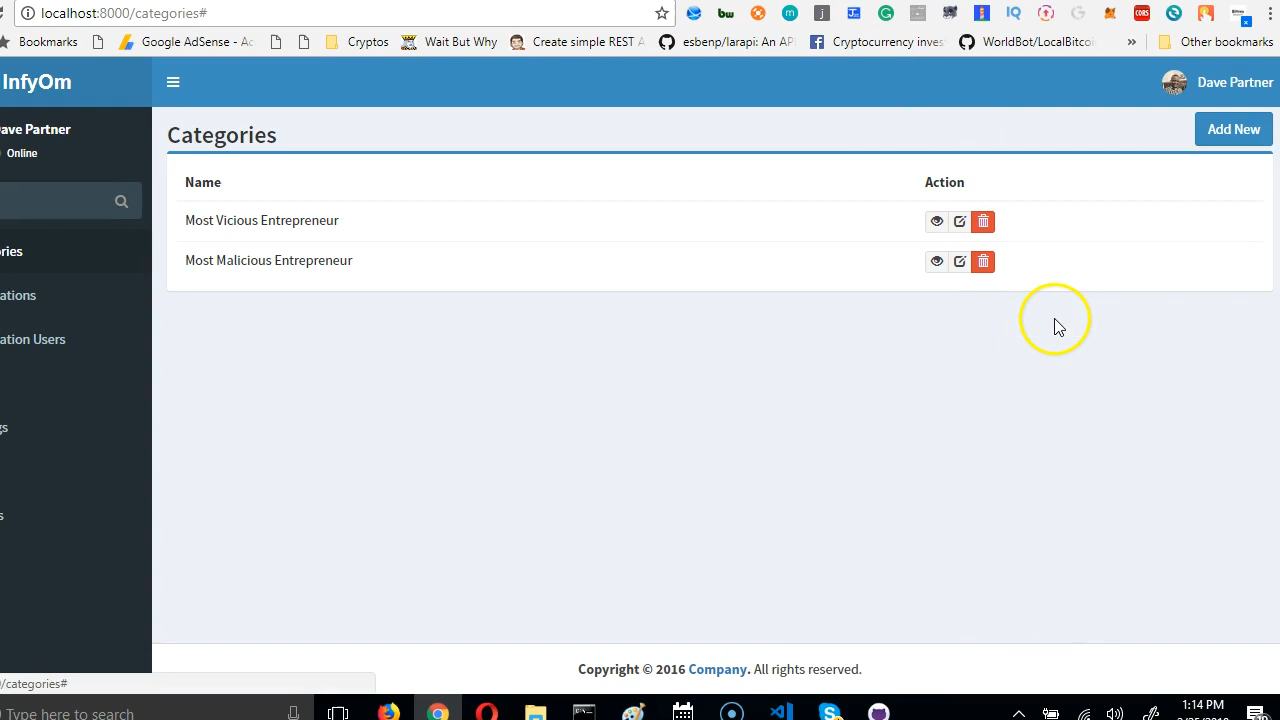 localhost:8000/categories#
Bookmarks
Google AdSense - Ac
Cryptos
Wait But Why
Create simple REST A
esbenp/larapi: An API
Cryptocurrency inves
WorldBot/LocalBitcoi
»
Other bookmarks
InfyOm
Dave Partner
ave Partner
Online
Categories
Add New
Name
Action
Most Vicious Entrepreneur
Most Malicious Entrepreneur
ries
ations
ation Users
gs
s
Copyright © 2016 Company. All rights reserved.
/categories#
Type here to search
1:14 PM